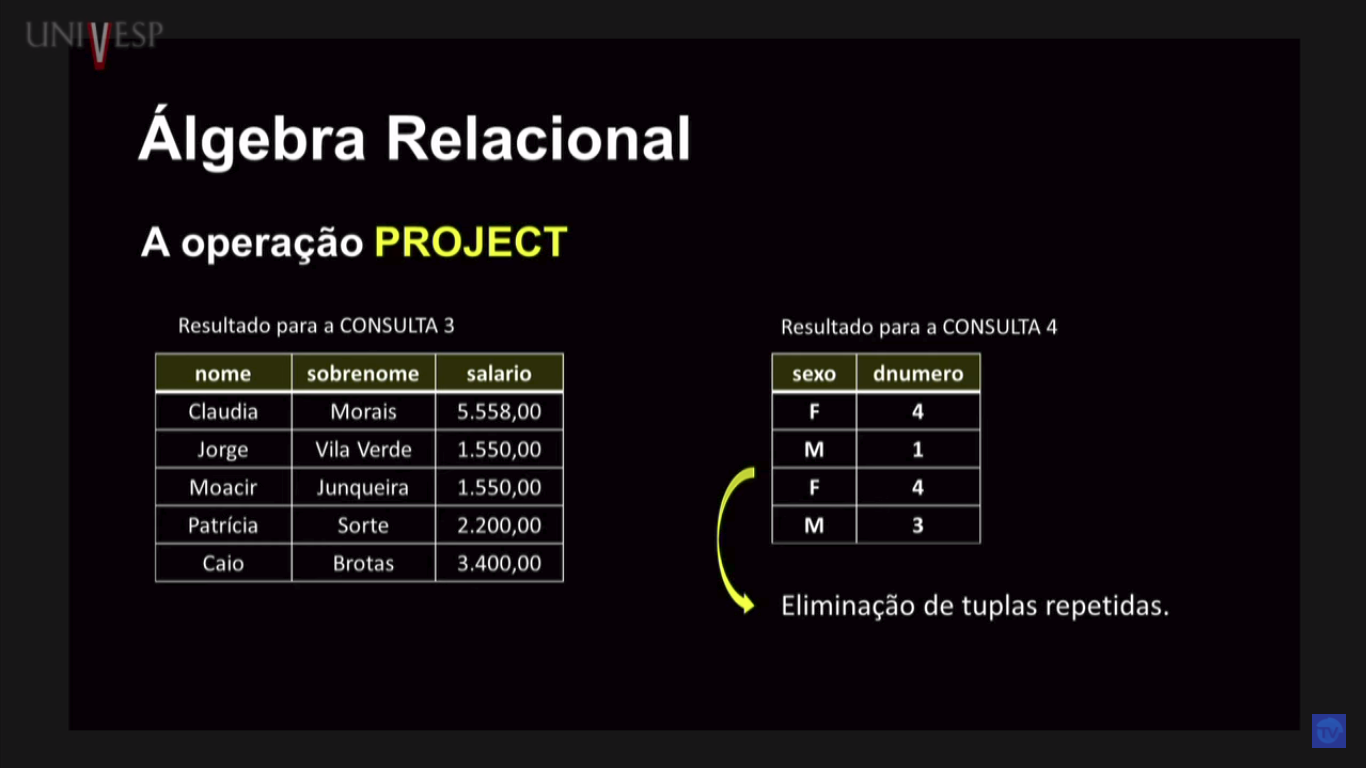 UNIVESP
Álgebra Relacional
A operação PROJECT
Resultado para a CONSULTA 3
nome sobrenome salario
Claudia Morais 5.558,00
Jorge Vila Verde 1.550,00
Moacir Junqueira 1.550,00
Patrícia Sorte 2.200,00
Caio Brotas 3.400,00
Resultado para a CONSULTA 4
sexo dnumero
F 4
M 1
F 4
M 3
Eliminação de tuplas repetidas.
TV